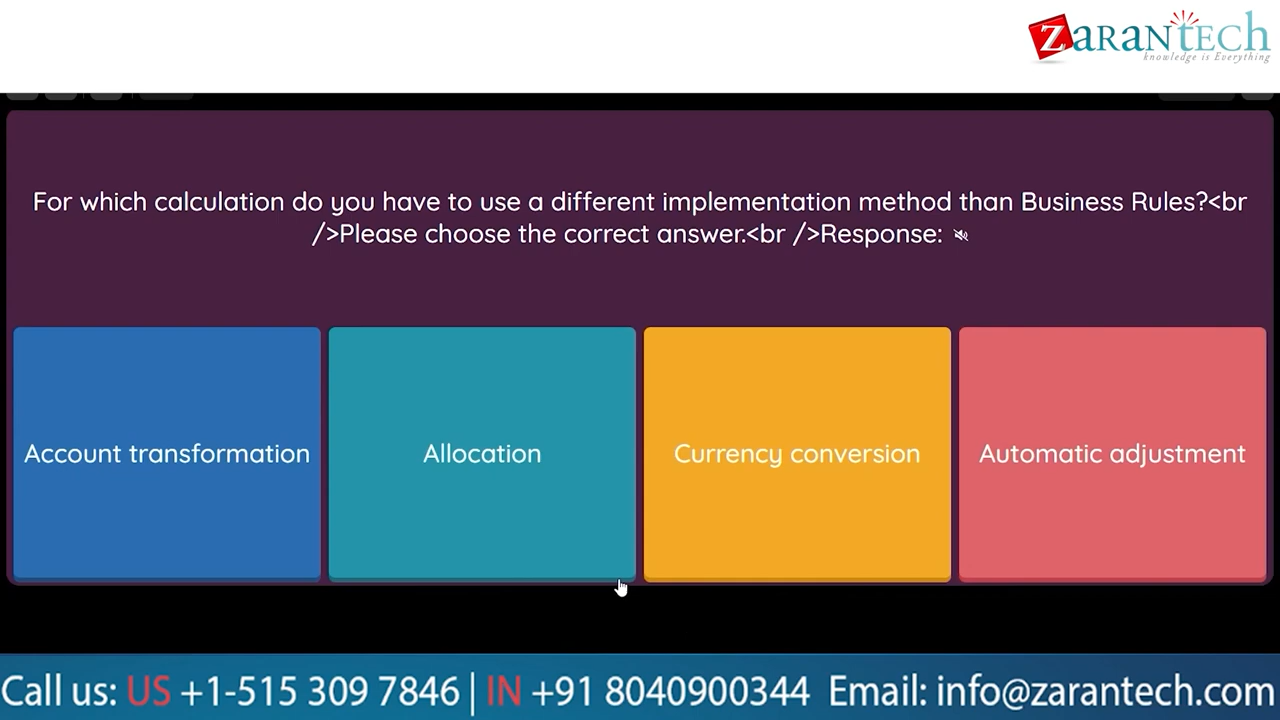 ZARANTECH
knowledge is Everything
For which calculation do you have to use a different implementation method than Business Rules?<br
/>Please choose the correct answer.<br />Response:
Account transformation
Allocation
Currency conversion
Automatic adjustment
Call us: US +1-515 309 7846 | IN +91 8040900344 Email: info@zarantech.com